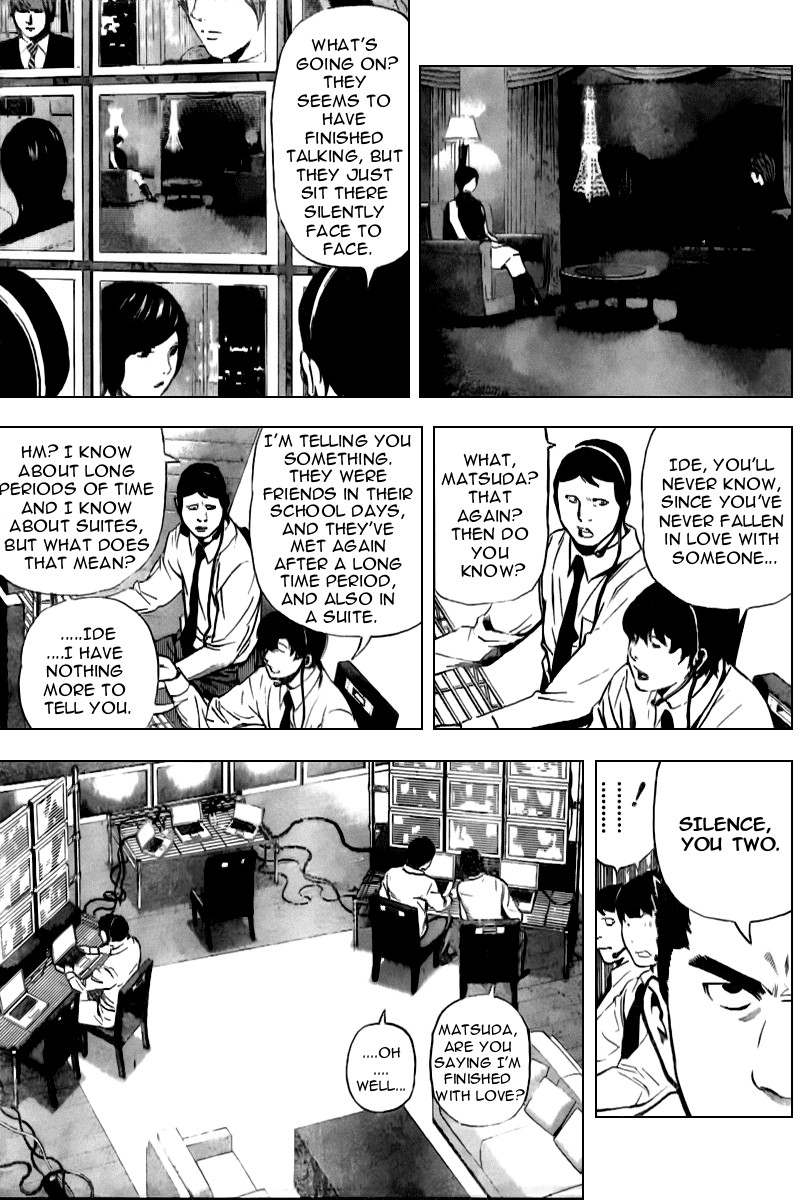 WHAT'S
GOING ON?
THEY
SEEMS TO
HAVE
FINISHED
TALKING, BUT
THEY JUST
SIT THERE
SILENTLY
FACE TO
FACE.
IDE, YOU'LL
NEVER KNOW,
SINCE YOU'VE
NEVER FALLEN
IN LOVE WITH
SOMEONE...
WHAT,
MATSUDA?
THAT
AGAIN?
THEN DO
YOU
KNOW?
I'M TELLING YOU
SOMETHING.
THEY WERE
FRIENDS IN THEIR
SCHOOL DAYS,
AND THEY'VE
MET AGAIN
AFTER A LONG
TIME PERIOD,
AND ALSO IN
A SUITE.
HM? I KNOW
ABOUT LONG
PERIODS OF TIME
AND I KNOW
ABOUT SUITES,
BUT WHAT DOES
THAT MEAN?
.....IDE
....I HAVE
NOTHING
MORE TO
TELL YOU.
SILENCE,
YOU TWO.
!
MATSUDA,
ARE YOU
SAYING I'M
FINISHED
WITH LOVE?
....OH
....
WELL...